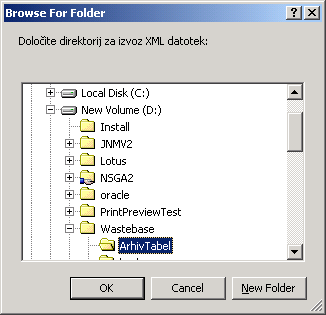 Browse For Folder
Določite direktorij za izvoz XML datotek:
Local Disk (C:)
New Volume (D:)
Install
JNMV2
Lotus
NSGA2
oracle
PrintPreviewTest
Wastebase
ArhivTabel
OK
Cancel
New Folder